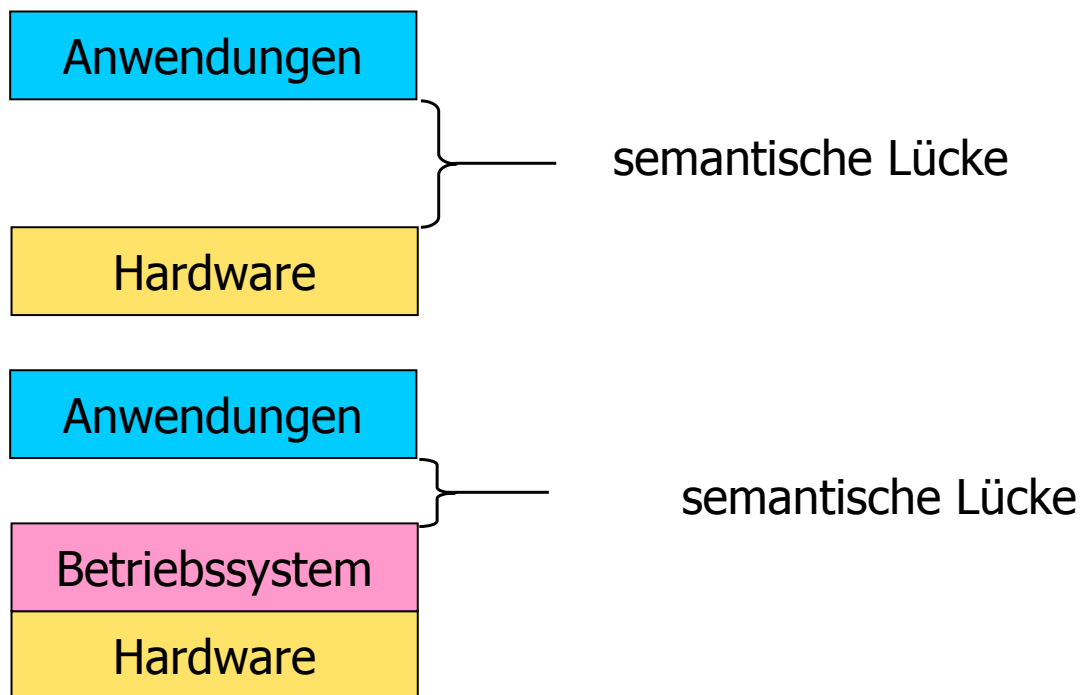 Anwendungen
semantische Lücke
Hardware
Anwendungen
semantische Lücke
Betriebssystem
Hardware